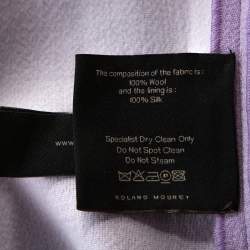 The composition of the fabric is:
100% Wool
and the lining is:
100% Silk
www
Specialist Dry Clean Only
Do Not Spot Clean
Do Not Steam
ROLAND MOURET